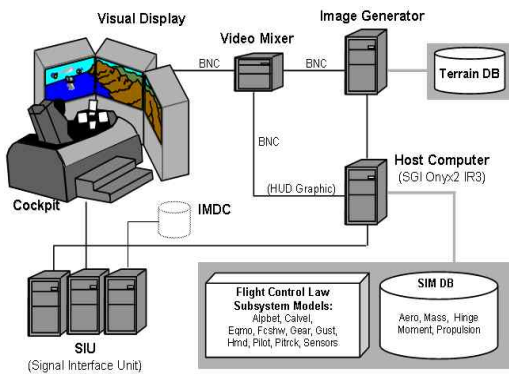 Visual Display
Image Generator
Video Mixer
BNC
BNC
Terrain DB
BNC
Host Computer
(SGI Onyx2 IR3)
(HUD Graphic)
Cockpit
IMDC
SIM DB
Aero, Mass, Hinge
Moment, Propulsion
Flight Control Law
Subsystem Models:
Alpbet, Calvel,
Eqmo, Fcshw, Gear, Gust,
Hmd, Pilot, Pitrck, Sensors
SIU
(Signal Interface Unit)